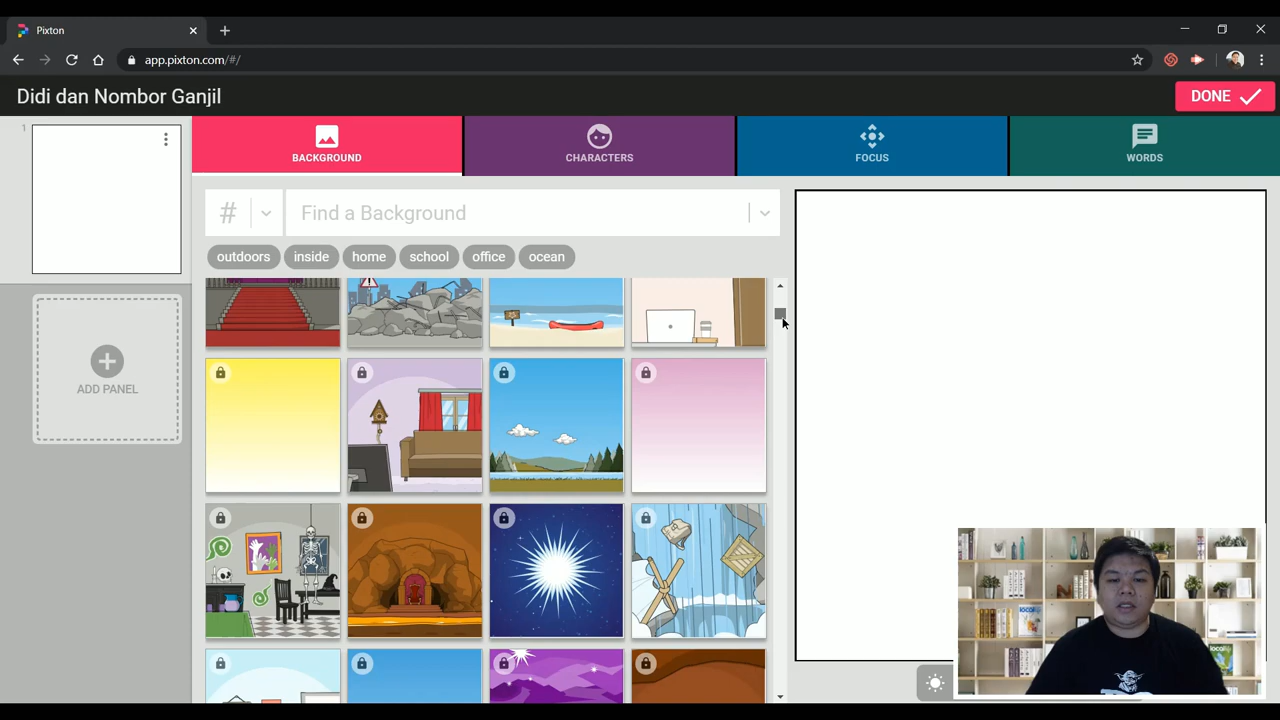 Pixton
app.pixton.com/#/
Didi dan Nombor Ganjil
DONE
1
BACKGROUND
CHARACTERS
FOCUS
WORDS
#
Find a Background
outdoors
inside
home
school
office
ocean
ADD PANEL